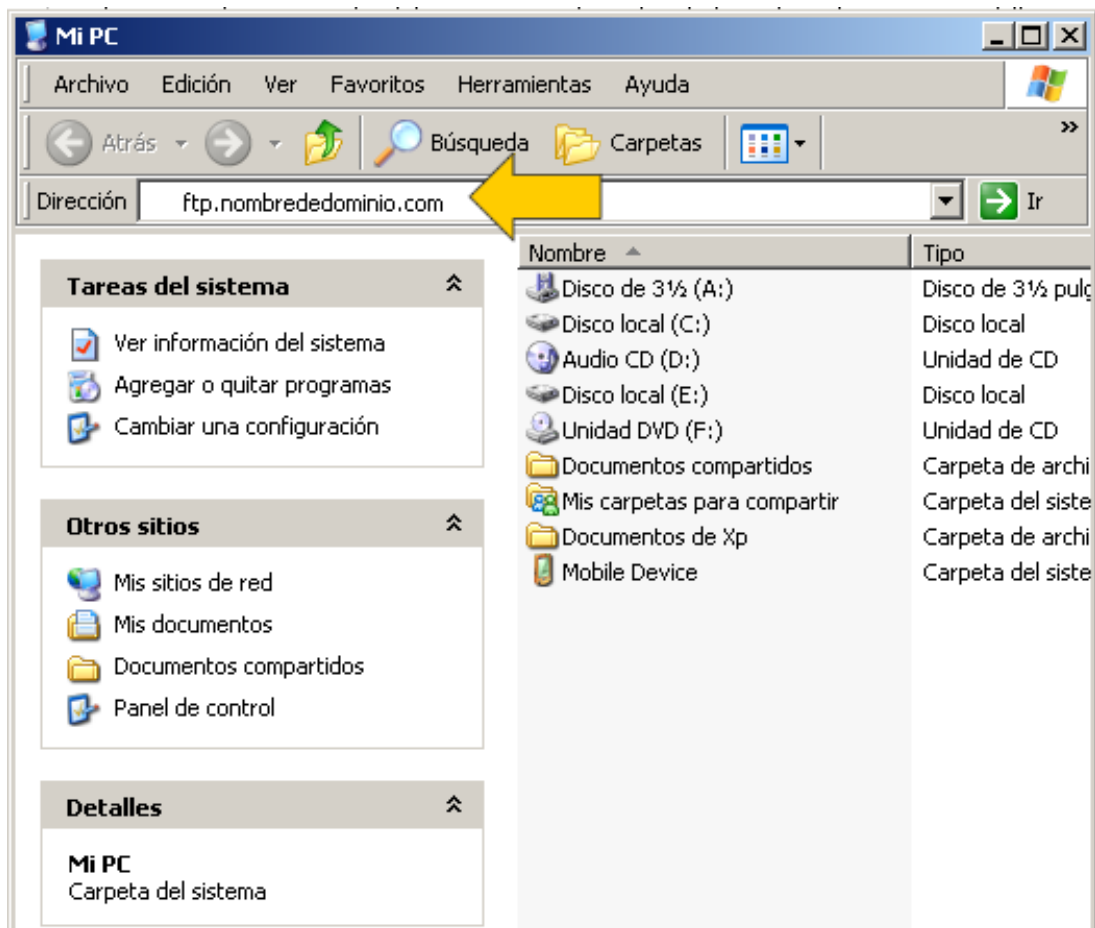 Mi PC
Archivo Edición Ver Favoritos Herramientas Ayuda
Atrás Búsqueda Carpetas »
Dirección ftp.nombrededominio.com Ir
Nombre Tipo
Tareas del sistema
Ver información del sistema
Agregar o quitar programas
Cambiar una configuración
Otros sitios
Mis sitios de red
Mis documentos
Documentos compartidos
Panel de control
Detalles
Mi PC
Carpeta del sistema
Disco de 3½ (A:) Disco de 3½ pulg
Disco local (C:) Disco local
Audio CD (D:) Unidad de CD
Disco local (E:) Disco local
Unidad DVD (F:) Unidad de CD
Documentos compartidos Carpeta de archi
Mis carpetas para compartir Carpeta del siste
Documentos de Xp Carpeta de archi
Mobile Device Carpeta del siste